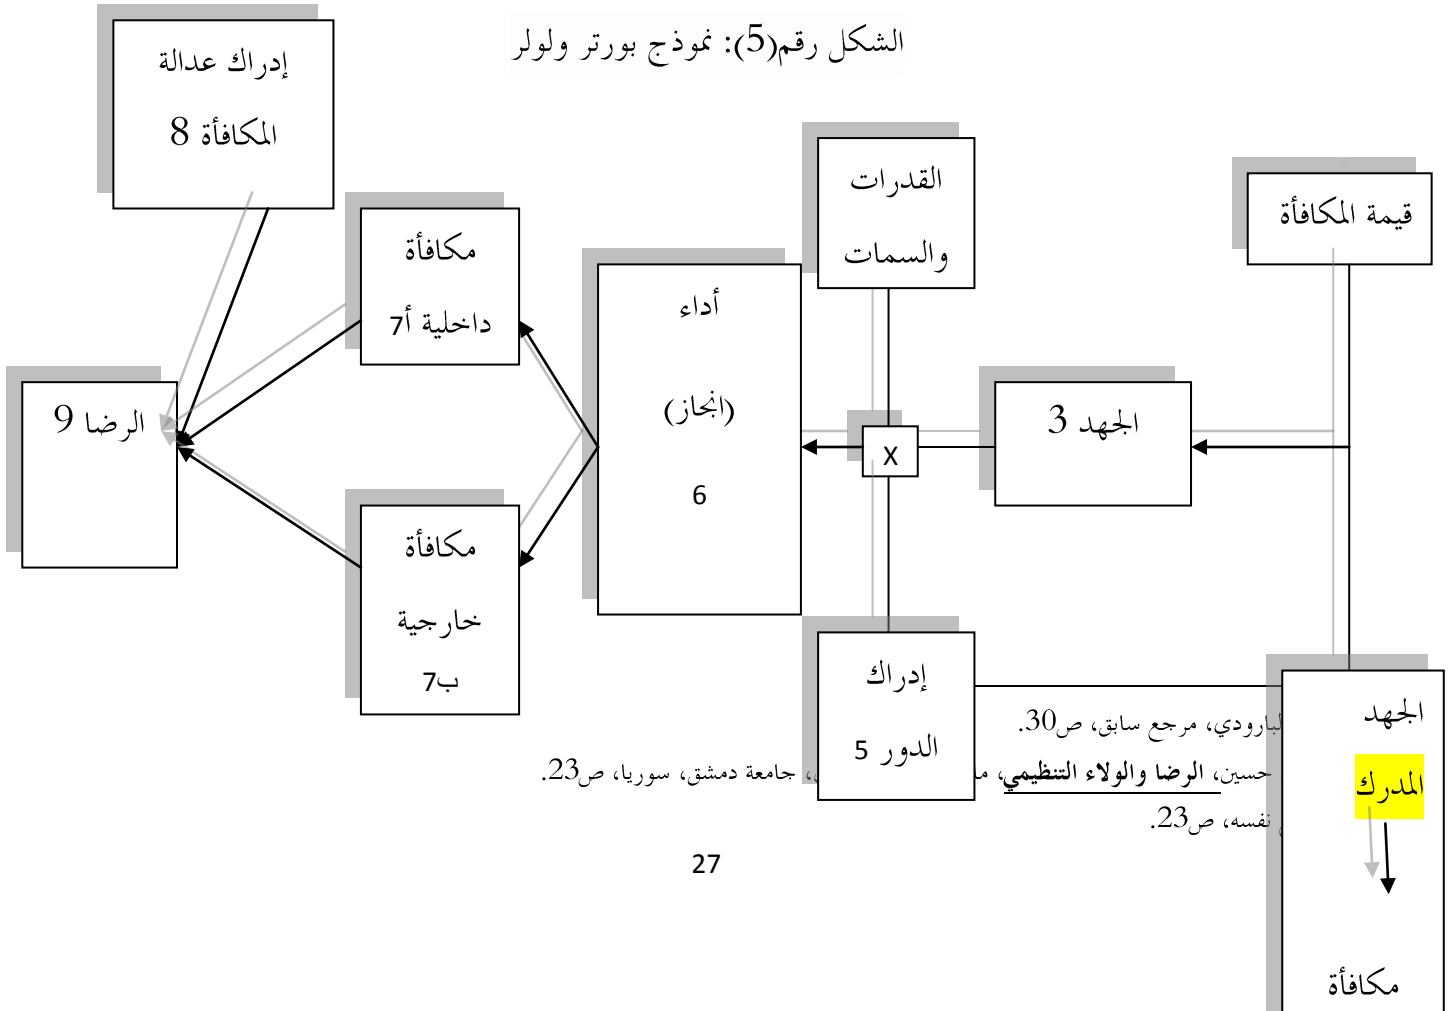 الشكل رقم(5): نموذج بورتر ولولر
قيمة المكافأة
القدرات
والسمات
إدراك عدالة
المكافأة 8
مكافأة
داخلية أ7
أداء
(انجاز)
6
الجهد 3
X
الرضا 9
مكافأة
خارجية
ب7
إدراك
الدور 5
الجهد
المدرك
مكافأة
البارودي، مرجع سابق، ص30.
حسين، الرضا والولاء التنظيمي، جامعة دمشق، سوريا، ص23.
نفسه، ص23.
27